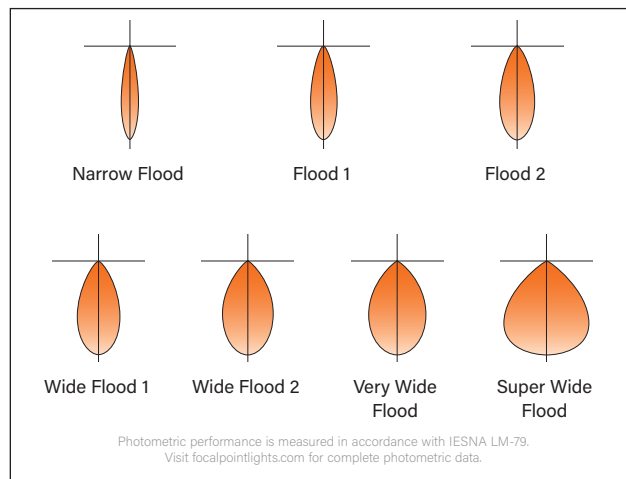 Narrow Flood
Flood 1
Flood 2
Wide Flood 1
Wide Flood 2
Very Wide
Flood
Super Wide
Flood
Photometric performance is measured in accordance with IESNA LM-79.
Visit focalpointlights.com for complete photometric data.